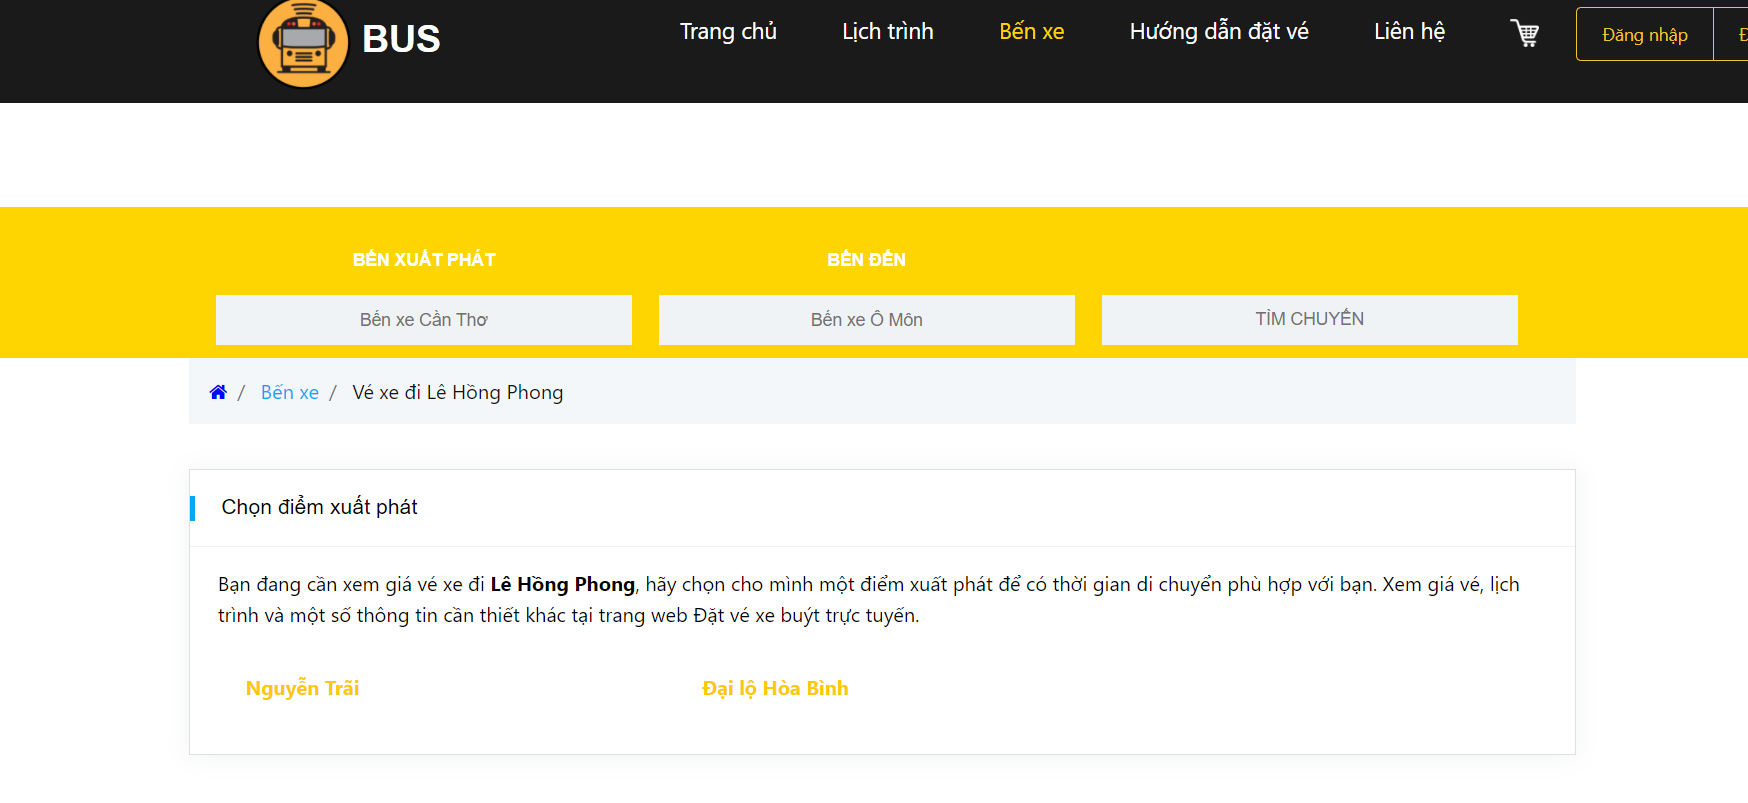 BUS
Trang chủ
Lịch trình
Bến xe
Hướng dẫn đặt vé
Liên hệ
Đăng nhập
BẾN XUẤT PHÁT
BẾN ĐẾN
Bến xe Cần Thơ
Bến xe Ô Môn
TÌM CHUYẾN
/ Bến xe / Vé xe đi Lê Hồng Phong
Chọn điểm xuất phát
Bạn đang cần xem giá vé xe đi Lê Hồng Phong, hãy chọn cho mình một điểm xuất phát để có thời gian di chuyển phù hợp với bạn. Xem giá vé, lịch
trình và một số thông tin cần thiết khác tại trang web Đặt vé xe buýt trực tuyến.
Nguyễn Trãi
Đại lộ Hòa Bình